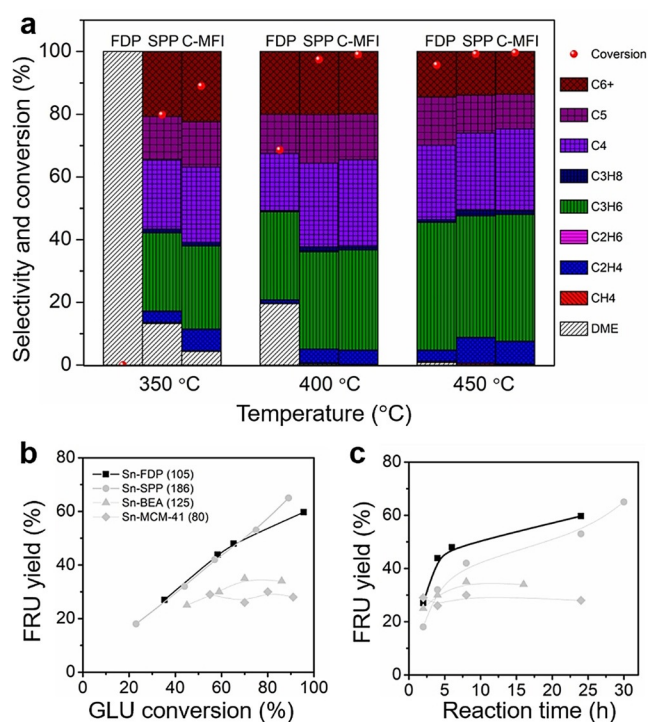 a
FDP SPP C-MFI FDP SPP C-MFI FDP SPP C-MFI
100
80
60
40
20
0
Selectivity and conversion (%)
350 °C 400 °C 450 °C
Temperature (°C)
Coversion
C6+
C5
C4
C3H8
C3H6
C2H6
C2H4
CH4
DME
b
80
60
40
20
0
FRU yield (%)
Sn-FDP (105)
Sn-SPP (186)
Sn-BEA (125)
Sn-MCM-41 (80)
0 20 40 60 80 100
GLU conversion (%)
c
80
60
40
20
0
FRU yield (%)
0 5 10 15 20 25 30
Reaction time (h)